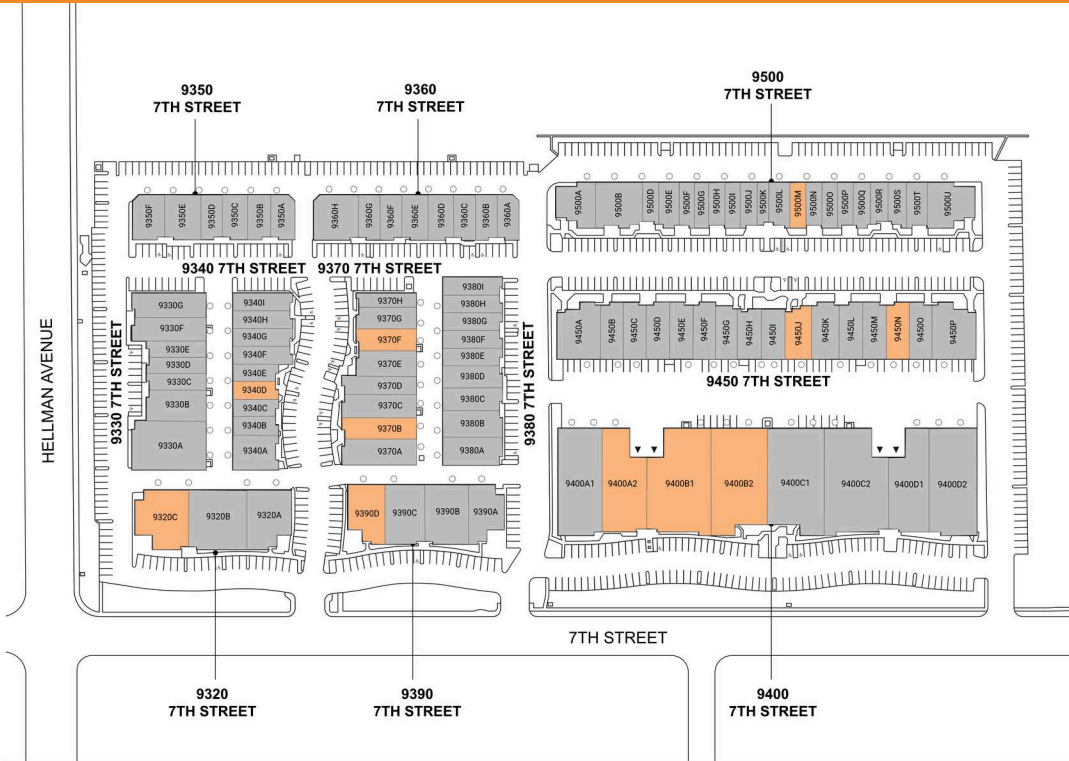 9350
7TH STREET
9360
7TH STREET
9500
7TH STREET
9350F
9350E
9350D
9350C
9350B
9350A
9360H
9360G
9360F
9360E
9360D
9360C
9360B
9360A
9500A
9500B
9500D
9500E
9500F
9500G
9500H
9500I
9500J
9500K
9500L
9500M
9500N
9500O
9500P
9500Q
9500R
9500S
9500T
9500U
9340 7TH STREET
9370 7TH STREET
HELLMAN AVENUE
9330 7TH STREET
9330G
9330F
9330E
9330D
9330C
9330B
9330A
9340I
9340H
9340G
9340F
9340E
9340D
9340C
9340B
9340A
9370H
9370G
9370F
9370E
9370D
9370C
9370B
9370A
9380I
9380H
9380G
9380F
9380E
9380D
9380C
9380B
9380A
9380 7TH STREET
9450A
9450B
9450C
9450D
9450E
9450F
9450G
9450H
9450I
9450J
9450K
9450L
9450M
9450N
9450O
9450P
9450 7TH STREET
9400A1
9400A2
9400B1
9400B2
9400C1
9400C2
9400D1
9400D2
9320C
9320B
9320A
9390D
9390C
9390B
9390A
7TH STREET
9320
7TH STREET
9390
7TH STREET
9400
7TH STREET